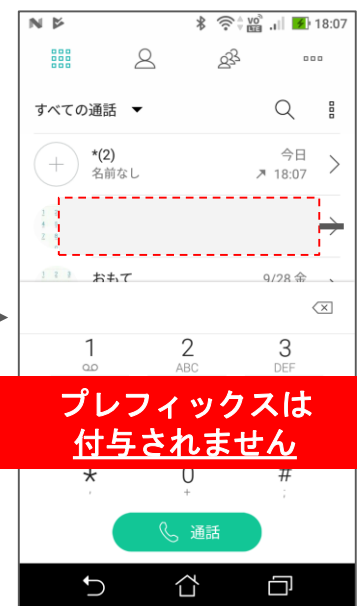 VO LTE 18:07
すべての通話
*(2) 今日
名前なし 18:07
おもて 9/28 金
1 2 3
ABC DEF
プレフィックスは
付与されません
* 0 #
, + ;
通話